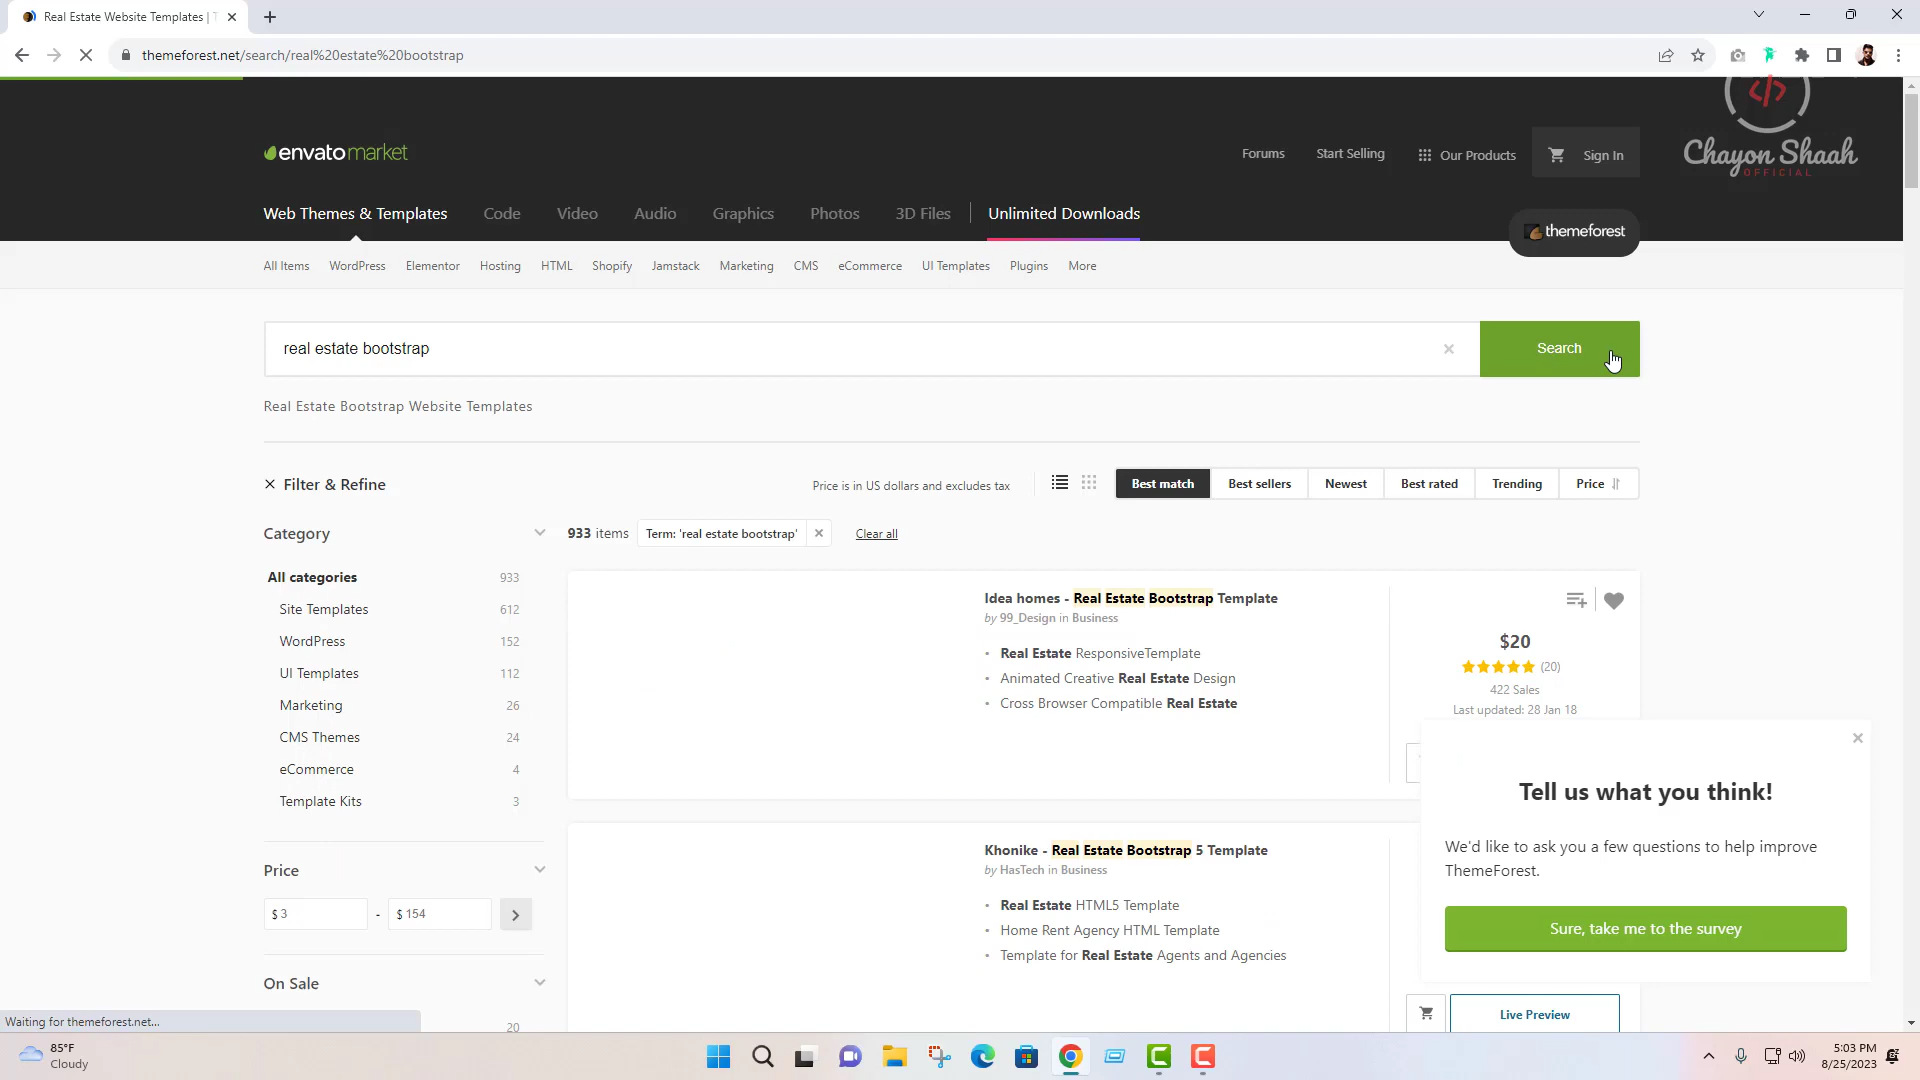 Real Estate Website Templates | T
themeforest.net/search/real%20estate%20bootstrap
</>
Chayon Shaah
OFFICIAL
envatomarket
Forums
Start Selling
Our Products
Sign In
Web Themes & Templates
Code
Video
Audio
Graphics
Photos
3D Files
Unlimited Downloads
themeforest
All Items
WordPress
Elementor
Hosting
HTML
Shopify
Jamstack
Marketing
CMS
eCommerce
UI Templates
Plugins
More
real estate bootstrap
Search
Real Estate Bootstrap Website Templates
Filter & Refine
Price is in US dollars and excludes tax
Best match
Best sellers
Newest
Best rated
Trending
Price
Category
933 items
Term: 'real estate bootstrap'
Clear all
All categories 933
Site Templates 612
WordPress 152
UI Templates 112
Marketing 26
CMS Themes 24
eCommerce 4
Template Kits 3
Price
$ 3 - $ 154
On Sale
20
Idea homes - Real Estate Bootstrap Template
by 99_Design in Business
• Real Estate ResponsiveTemplate
• Animated Creative Real Estate Design
• Cross Browser Compatible Real Estate
$20
(20)
422 Sales
Last updated: 28 Jan 18
Khonike - Real Estate Bootstrap 5 Template
by HasTech in Business
• Real Estate HTML5 Template
• Home Rent Agency HTML Template
• Template for Real Estate Agents and Agencies
Live Preview
Tell us what you think!
We'd like to ask you a few questions to help improve
ThemeForest.
Sure, take me to the survey
Waiting for themeforest.net...
85°F
Cloudy
5:03 PM
8/25/2023